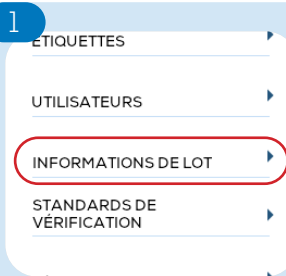 1
ÉTIQUETTES
UTILISATEURS
INFORMATIONS DE LOT
STANDARDS DE
VÉRIFICATION